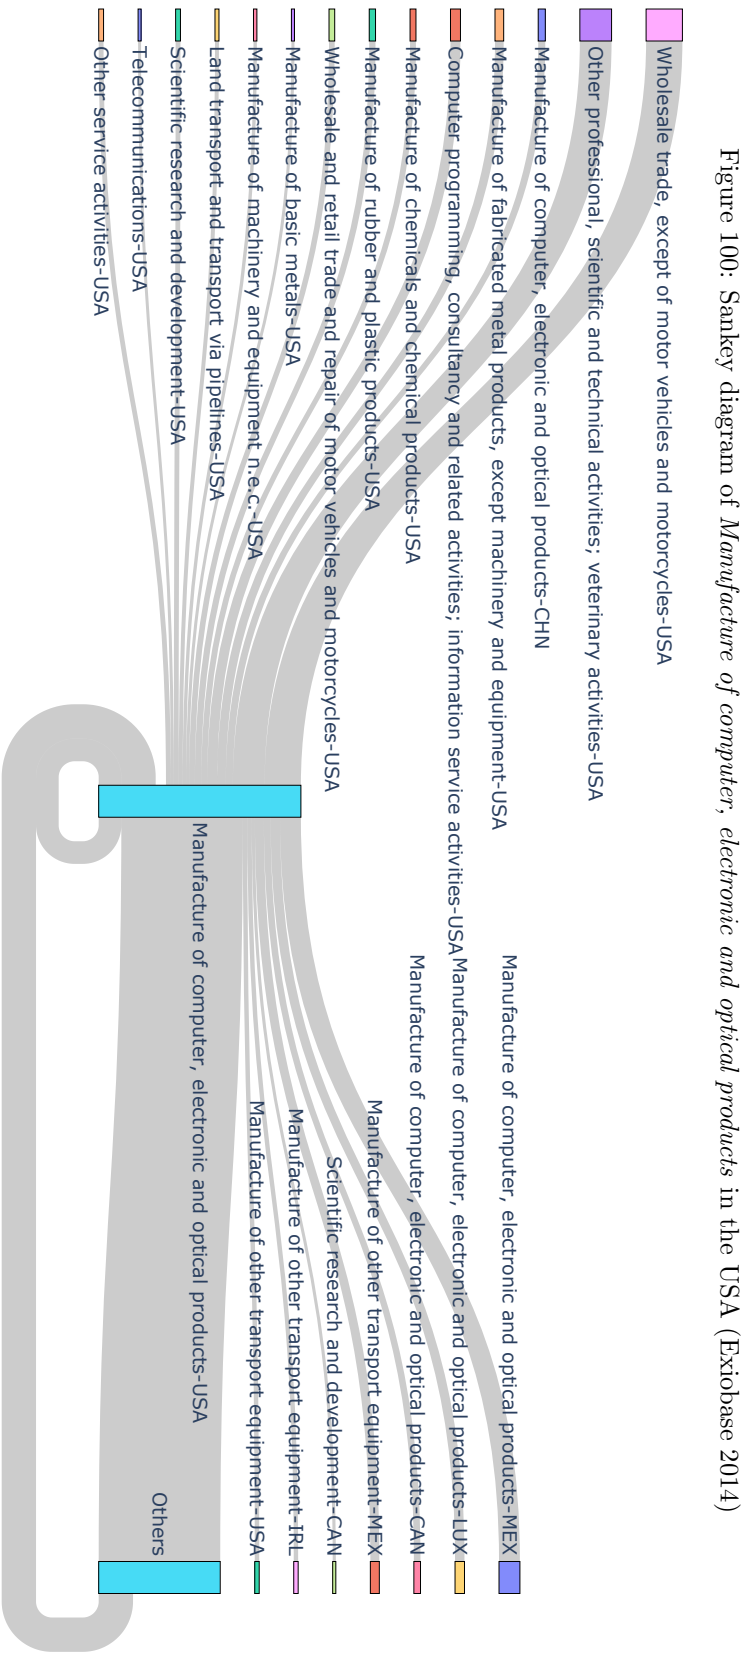 Figure 100: Sankey diagram of Manufacture of computer, electronic and optical products in the USA (Exiobase 2014)
Wholesale trade, except of motor vehicles and motorcycles-USA
Other professional, scientific and technical activities; veterinary activities-USA
Manufacture of computer, electronic and optical products-CHN
Manufacture of fabricated metal products, except machinery and equipment-USA
Computer programming, consultancy and related activities; information service activities-USA
Manufacture of chemicals and chemical products-USA
Manufacture of rubber and plastic products-USA
Wholesale and retail trade and repair of motor vehicles and motorcycles-USA
Manufacture of basic metals-USA
Manufacture of machinery and equipment n.e.c.-USA
Land transport and transport via pipelines-USA
Scientific research and development-USA
Telecommunications-USA
Other service activities-USA
Manufacture of computer, electronic and optical products-USA
Manufacture of computer, electronic and optical products-MEX
Manufacture of computer, electronic and optical products-LUX
Manufacture of computer, electronic and optical products-CAN
Manufacture of other transport equipment-MEX
Scientific research and development-CAN
Manufacture of other transport equipment-IRL
Manufacture of other transport equipment-USA
Others